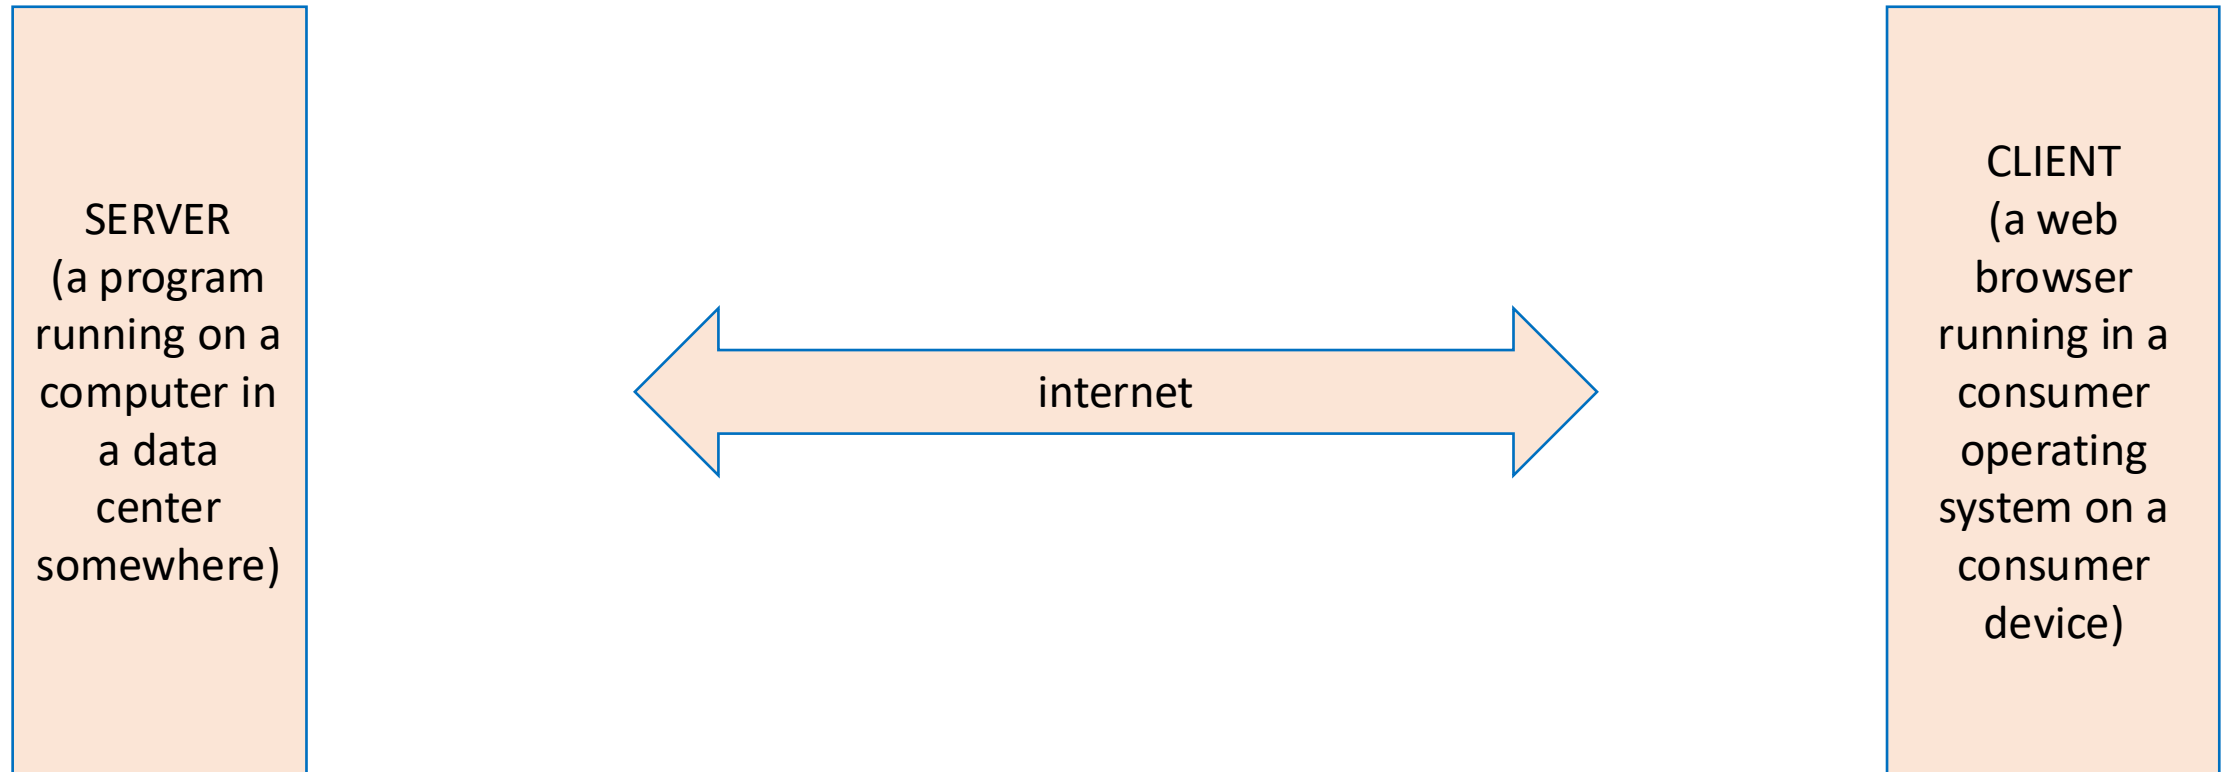 SERVER
(a program
running on a
computer in
a data
center
somewhere)
internet
CLIENT
(a web
browser
running in a
consumer
operating
system on a
consumer
device)